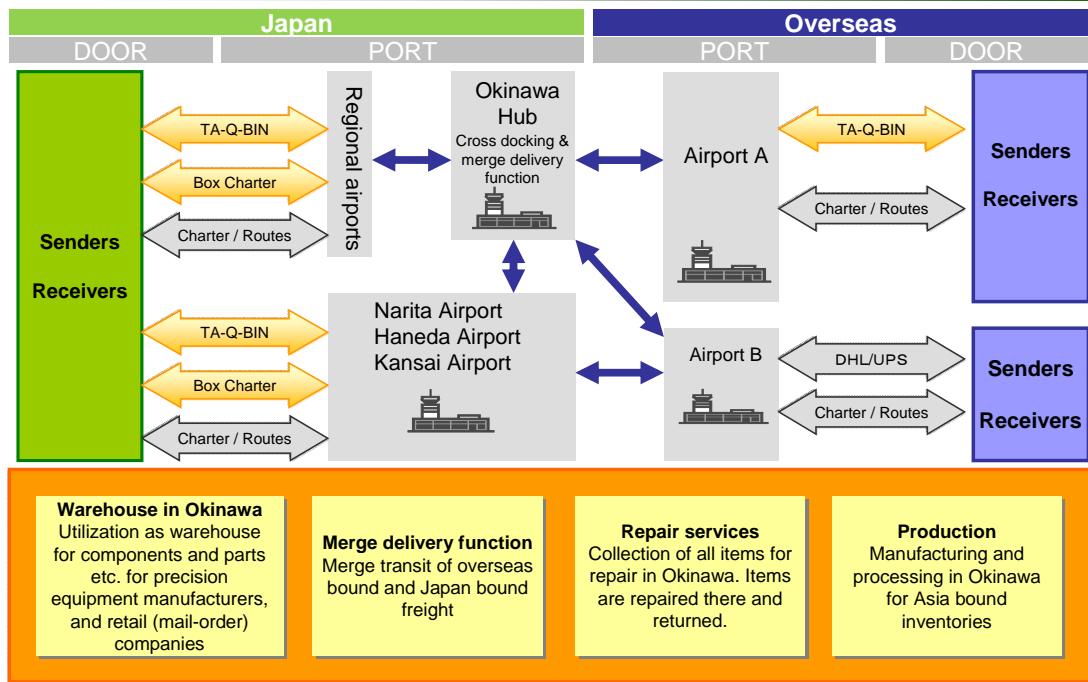 Japan
Overseas
DOOR
PORT
PORT
DOOR
Senders
Receivers
TA-Q-BIN
Box Charter
Charter / Routes
TA-Q-BIN
Box Charter
Charter / Routes
Regional airports
Okinawa
Hub
Cross docking &
merge delivery
function
Narita Airport
Haneda Airport
Kansai Airport
Airport A
Airport B
TA-Q-BIN
Charter / Routes
DHL/UPS
Charter / Routes
Senders
Receivers
Senders
Receivers
Warehouse in Okinawa
Utilization as warehouse
for components and parts
etc. for precision
equipment manufacturers,
and retail (mail-order)
companies
Merge delivery function
Merge transit of overseas
bound and Japan bound
freight
Repair services
Collection of all items for
repair in Okinawa. Items
are repaired there and
returned.
Production
Manufacturing and
processing in Okinawa
for Asia bound
inventories